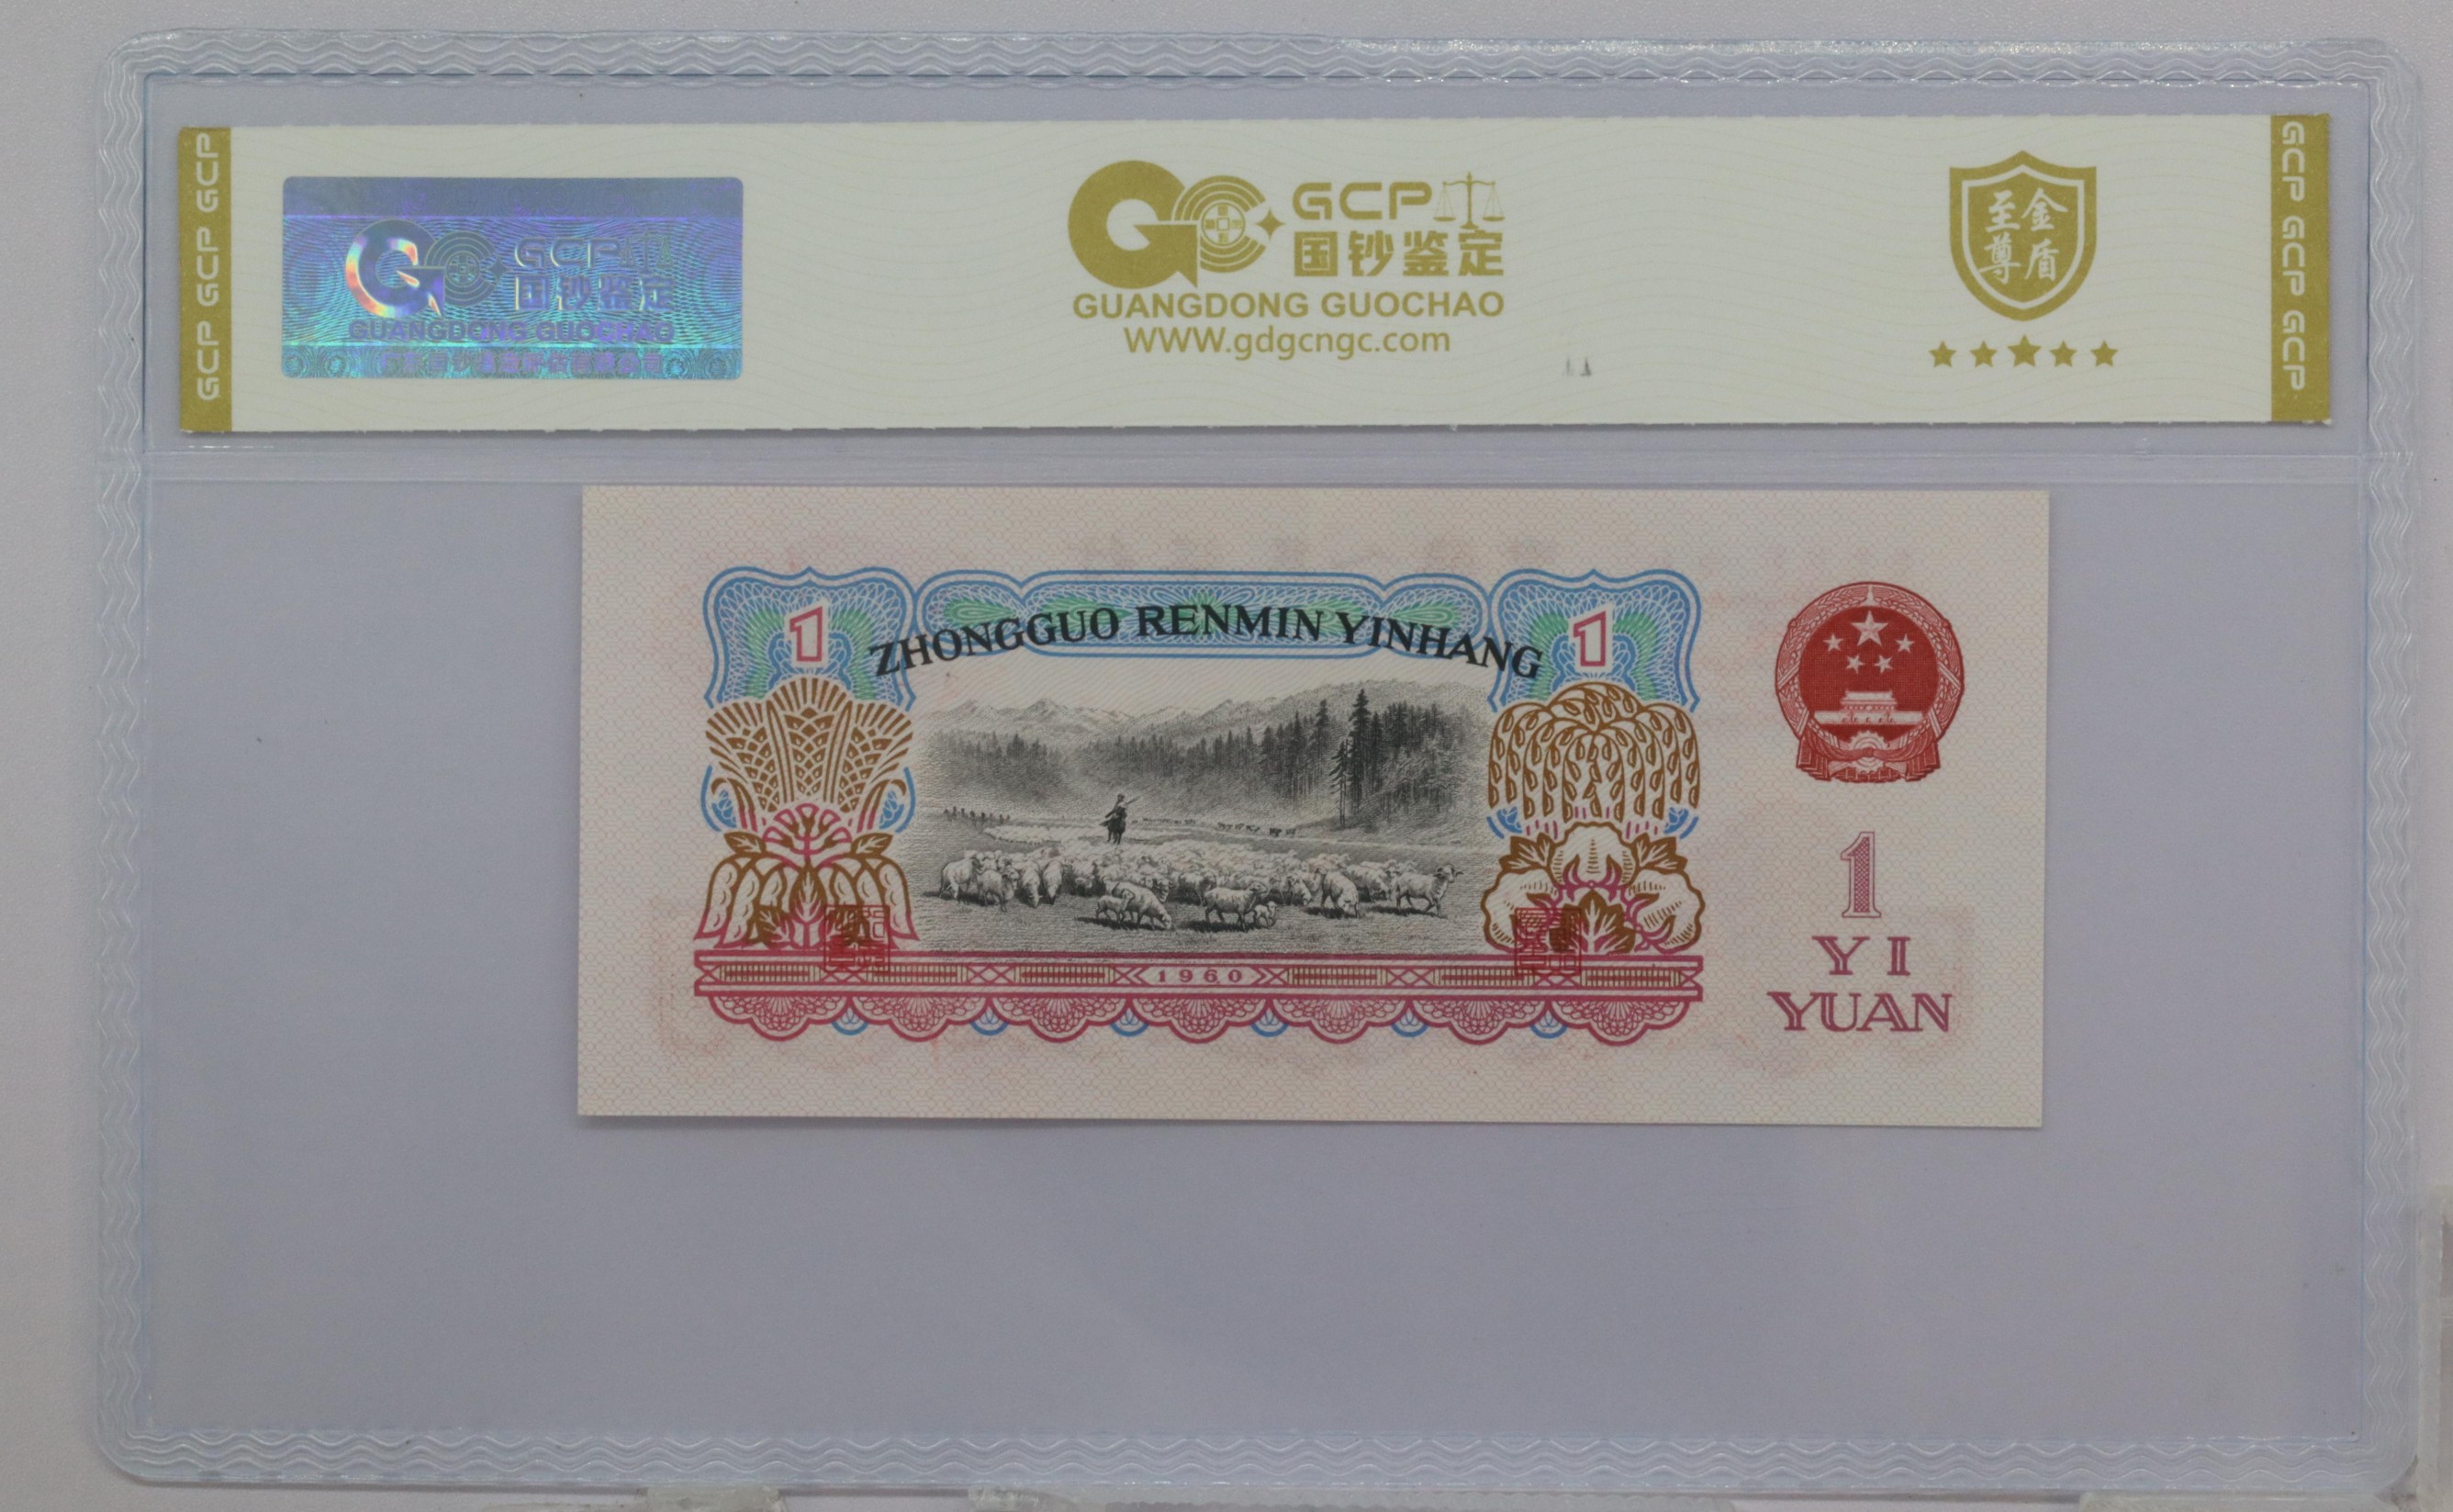 GCP GCP GCP
GCP
国钞鉴定
GUANGDONG GUOCHAO
GCP
国钞鉴定
GUANGDONG GUOCHAO
WWW.gdgcngc.com
至金
尊盾
GCP GCP GCP
ZHONGGUO RENMIN YINHANG
1
1
1960
1
YI
YUAN